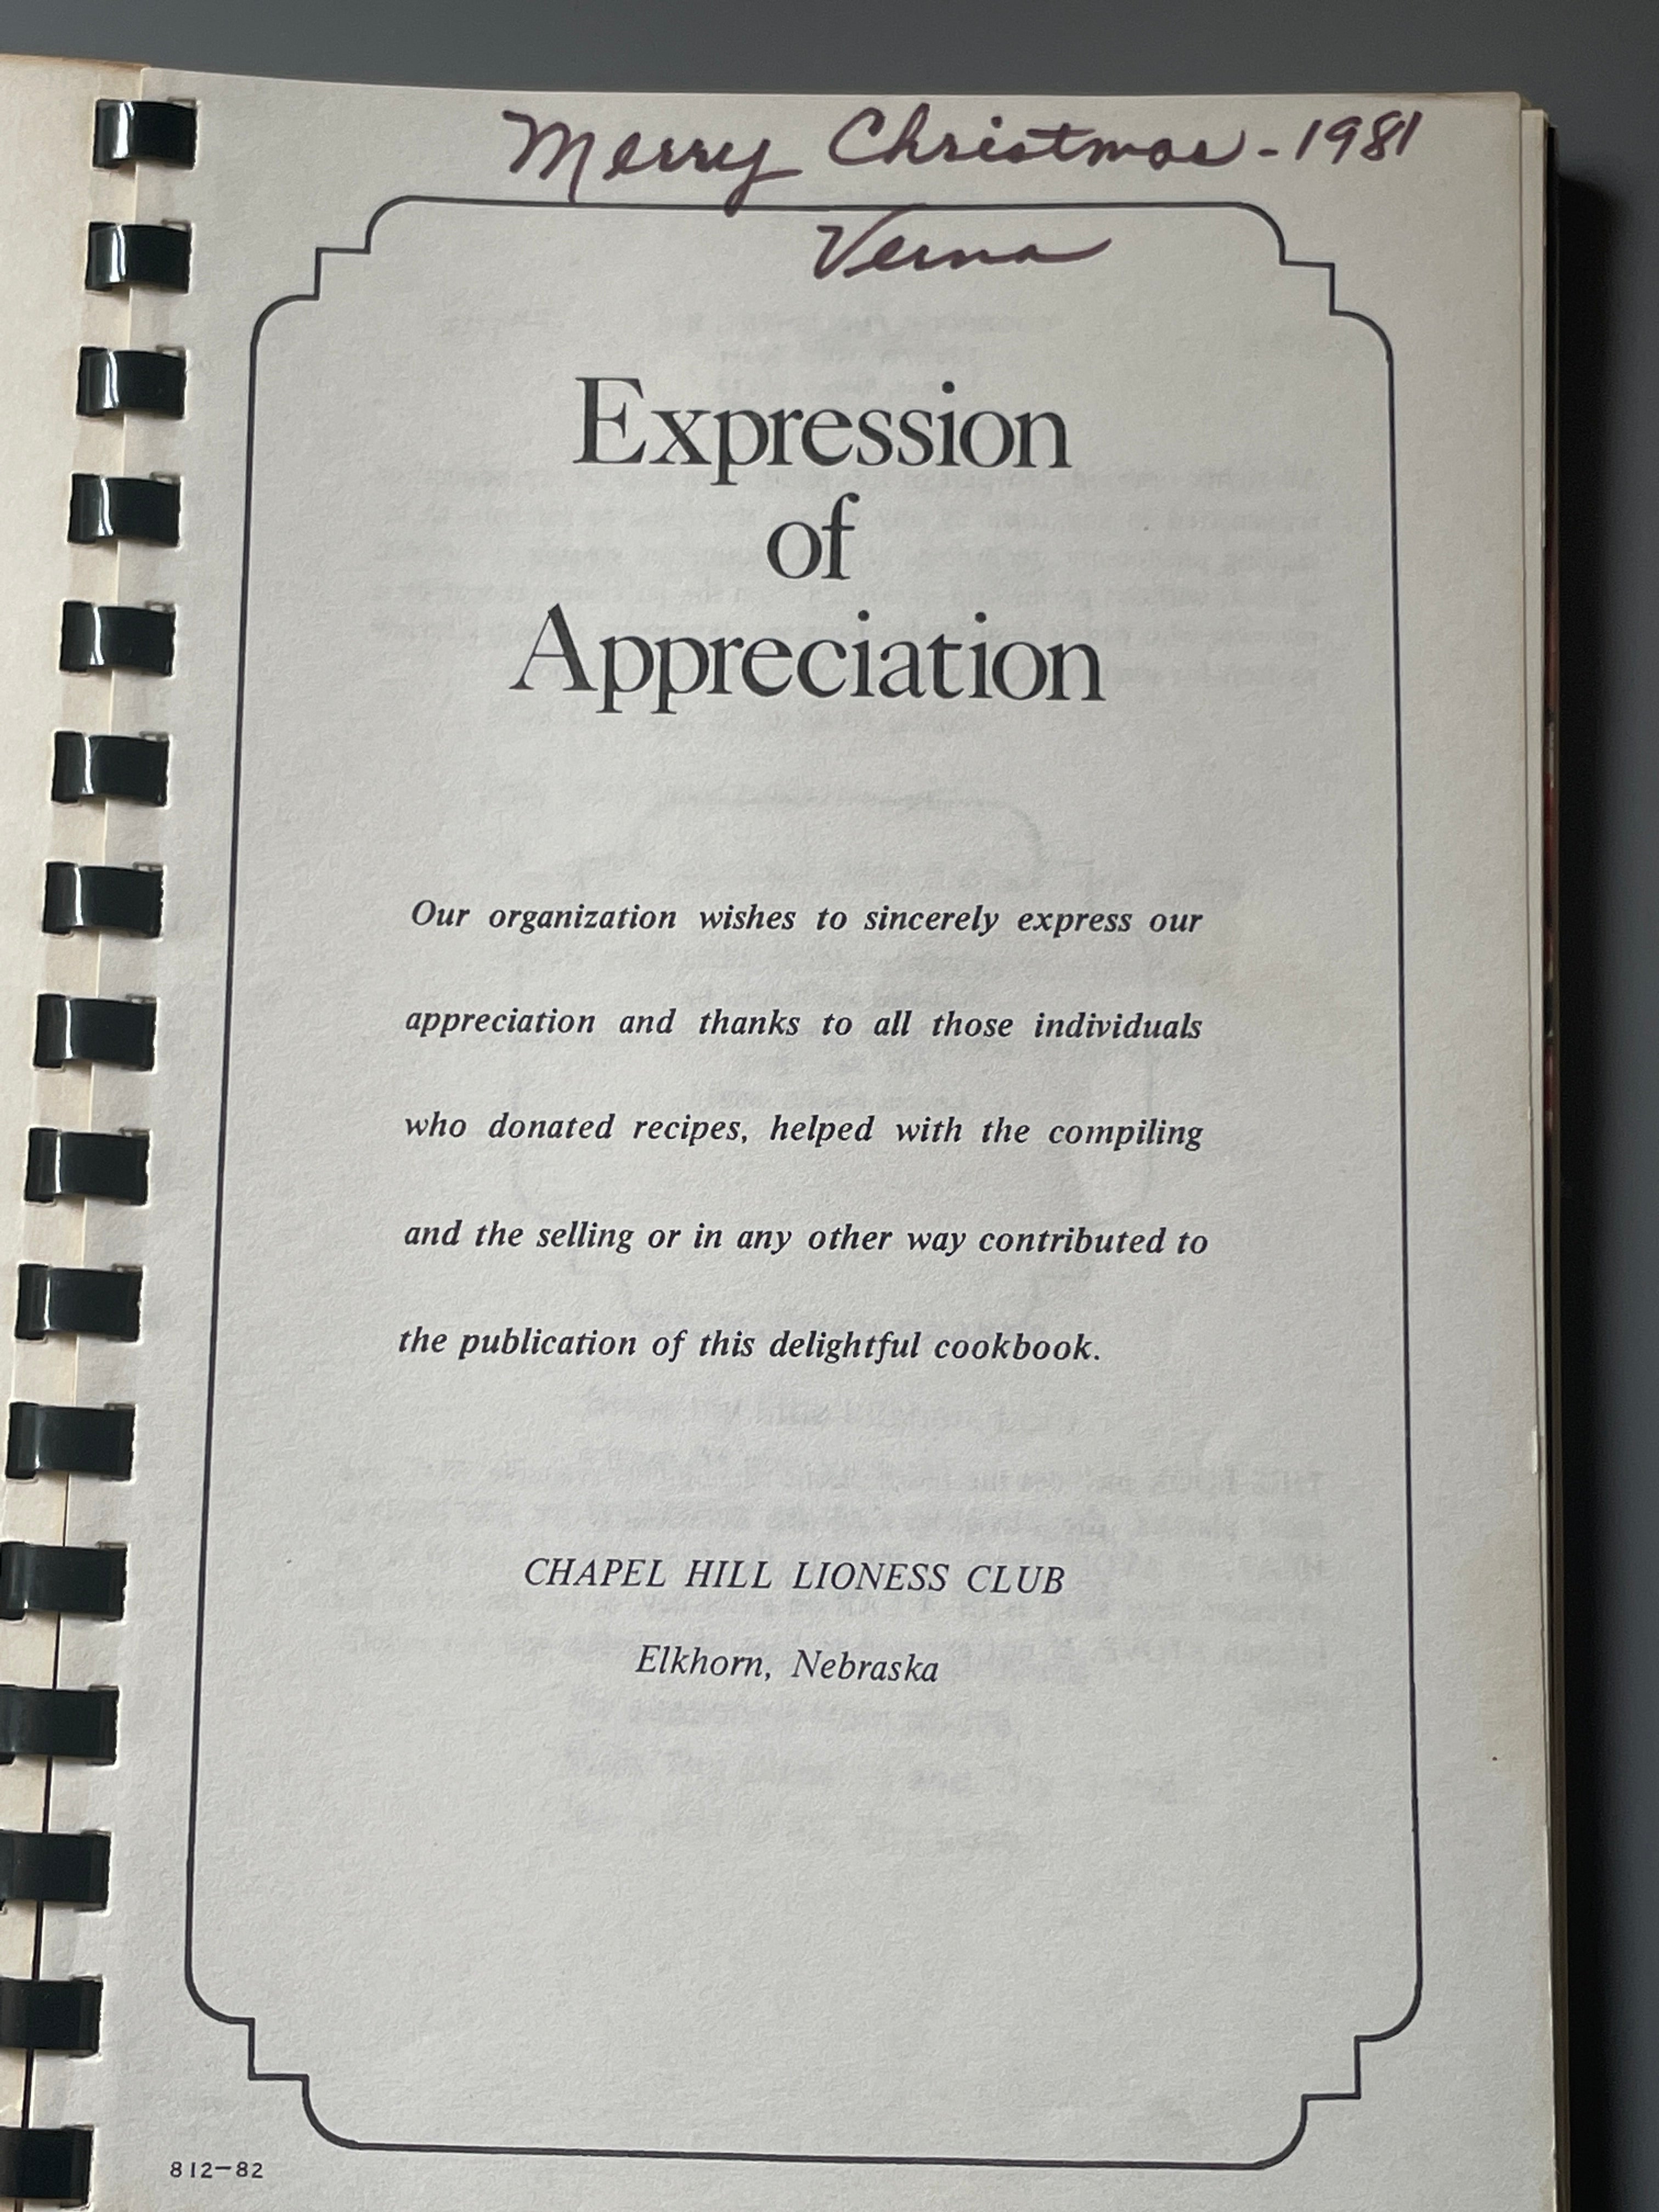 Merry Christmas - 1981
Verna
Expression
of
Appreciation
Our organization wishes to sincerely express our
appreciation and thanks to all those individuals
who donated recipes, helped with the compiling
and the selling or in any other way contributed to
the publication of this delightful cookbook.
CHAPEL HILL LIONESS CLUB
Elkhorn, Nebraska
812-82